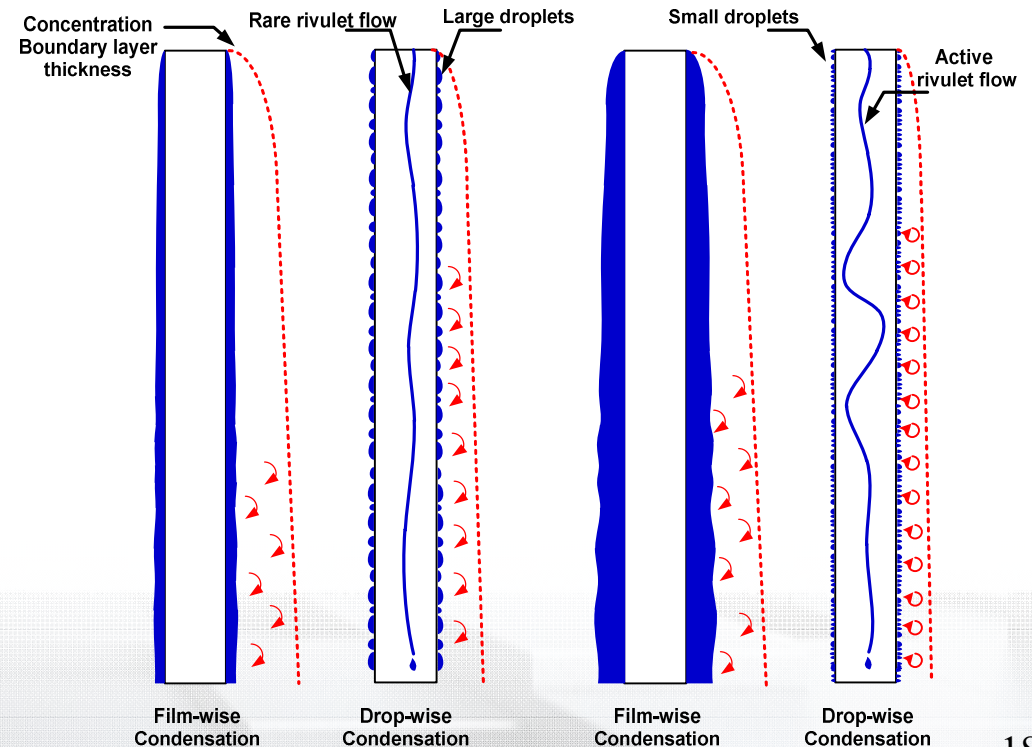 Concentration
Boundary layer
thickness
Rare rivulet flow
Large droplets
Small droplets
Active
rivulet flow
Film-wise
Condensation
Drop-wise
Condensation
Film-wise
Condensation
Drop-wise
Condensation